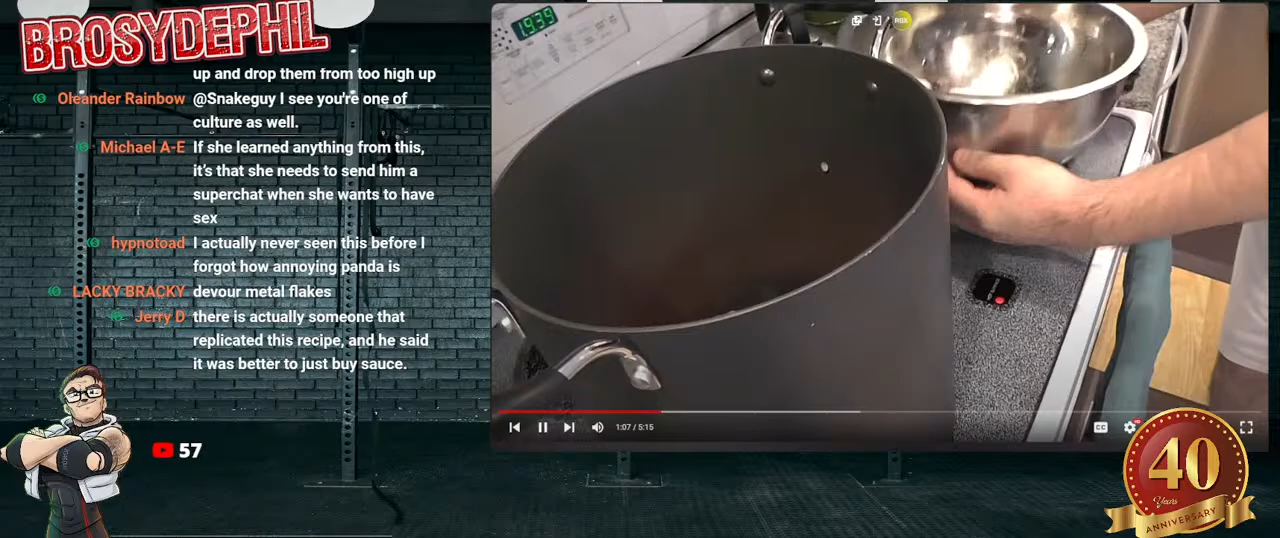 BROSYDEPHIL
up and drop them from too high up
Oleander Rainbow @Snakeguy I see you're one of
culture as well.
Michael A-E If she learned anything from this,
it's that she needs to send him a
superchat when she wants to have
sex
hypnotoad I actually never seen this before I
forgot how annoying panda is
LACKY BRACKY devour metal flakes
Jerry D there is actually someone that
replicated this recipe, and he said
it was better to just buy sauce.
57
RGX
1:07 / 5:15
CC
40
Years
ANNIVERSARY